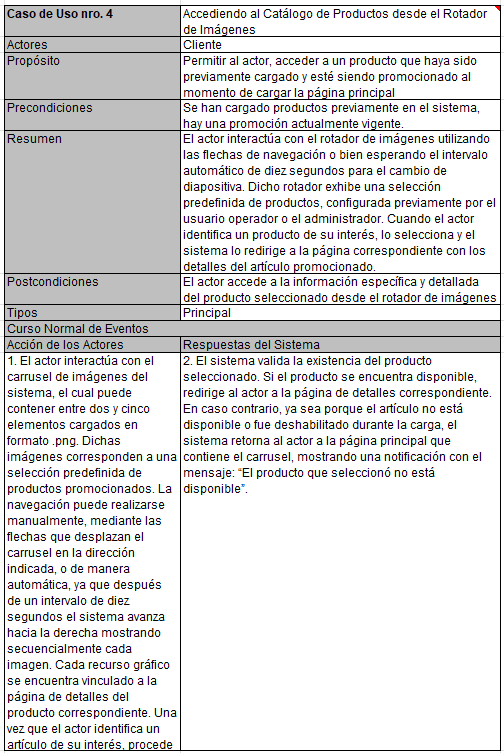 Caso de Uso nro. 4
Accediendo al Catálogo de Productos desde el Rotador
de Imágenes
Actores
Cliente
Propósito
Permitir al actor, acceder a un producto que haya sido
previamente cargado y esté siendo promocionado al
momento de cargar la página principal
Precondiciones
Se han cargado productos previamente en el sistema,
hay una promoción actualmente vigente.
Resumen
El actor interactúa con el rotador de imágenes utilizando
las flechas de navegación o bien esperando el intervalo
automático de diez segundos para el cambio de
diapositiva. Dicho rotador exhibe una selección
predefinida de productos, configurada previamente por el
usuario operador o el administrador. Cuando el actor
identifica un producto de su interés, lo selecciona y el
sistema lo redirige a la página correspondiente con los
detalles del artículo promocionado.
Postcondiciones
El actor accede a la información específica y detallada
del producto seleccionado desde el rotador de imágenes
Tipos
Principal
Curso Normal de Eventos
Acción de los Actores
Respuestas del Sistema
1. El actor interactúa con el
carrusel de imágenes del
sistema, el cual puede
contener entre dos y cinco
elementos cargados en
formato .png. Dichas
imágenes corresponden a una
selección predefinida de
productos promocionados. La
navegación puede realizarse
manualmente, mediante las
flechas que desplazan el
carrusel en la dirección
indicada, o de manera
automática, ya que después
de un intervalo de diez
segundos el sistema avanza
hacia la derecha mostrando
secuencialmente cada
imagen. Cada recurso gráfico
se encuentra vinculado a la
página de detalles del
producto correspondiente. Una
vez que el actor identifica un
artículo de su interés, procede
2. El sistema valida la existencia del producto
seleccionado. Si el producto se encuentra disponible,
redirige al actor a la página de detalles correspondiente.
En caso contrario, ya sea porque el artículo no está
disponible o fue deshabilitado durante la carga, el
sistema retorna al actor a la página principal que
contiene el carrusel, mostrando una notificación con el
mensaje: “El producto que seleccionó no está
disponible”.